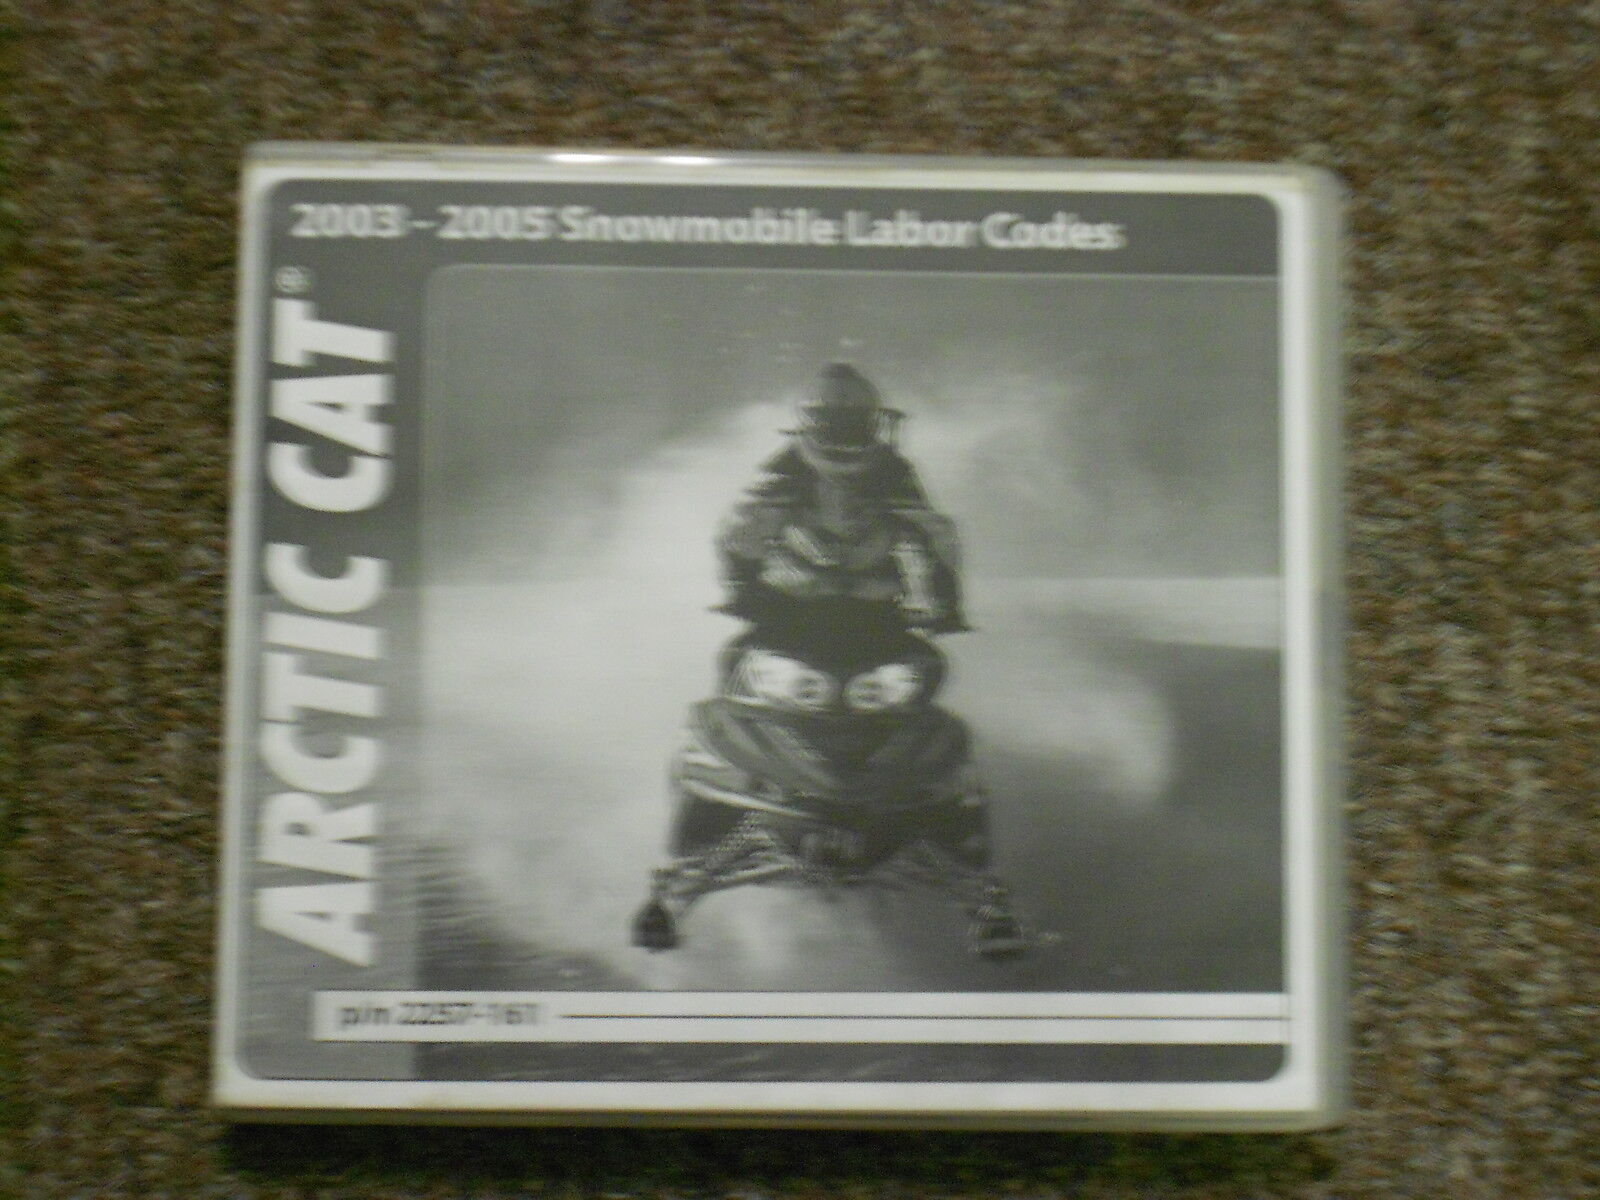 2003 - 2005 Snowmobile Labor Codes
ARCTIC CAT®
p/n 2257-161